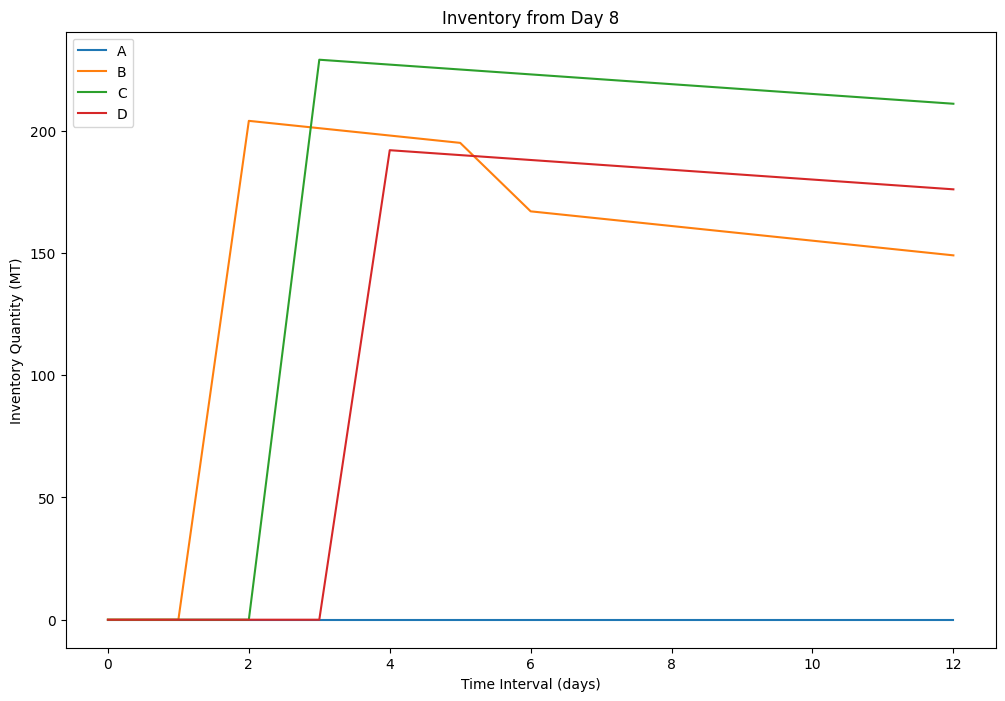 Inventory from Day 8
A
B
C
D
Inventory Quantity (MT)
200
150
100
50
0
0 2 4 6 8 10 12
Time Interval (days)